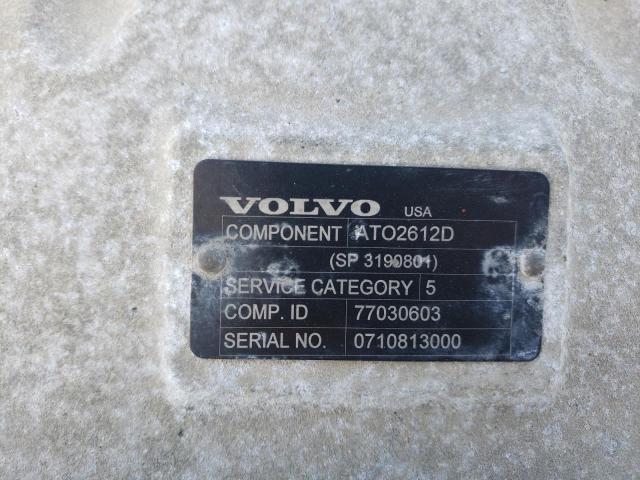 VOLVO USA
COMPONENT ATO2612D
(SP 3190801)
SERVICE CATEGORY 5
COMP. ID 77030603
SERIAL NO. 0710813000